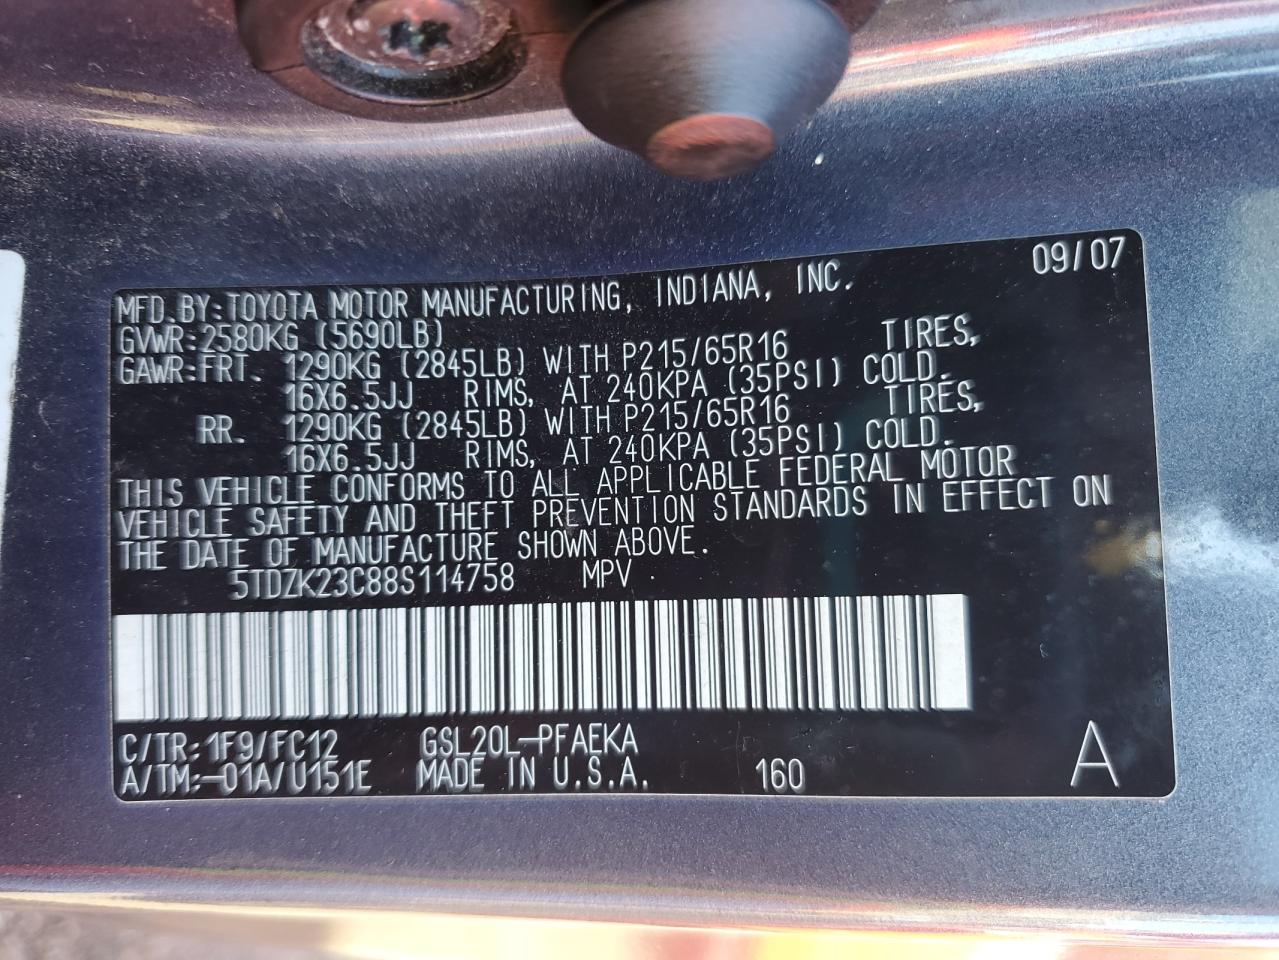 09/07
MFD.BY:TOYOTA MOTOR MANUFACTURING, INDIANA, INC.
GVWR:2580KG (5690LB)
GAWR:FRT. 1290KG (2845LB) WITH P215/65R16 TIRES,
16X6.5JJ RIMS, AT 240KPA (35PSI) COLD.
RR. 1290KG (2845LB) WITH P215/65R16 TIRES,
16X6.5JJ RIMS, AT 240KPA (35PSI) COLD.
THIS VEHICLE CONFORMS TO ALL APPLICABLE FEDERAL MOTOR
VEHICLE SAFETY AND THEFT PREVENTION STANDARDS IN EFFECT ON
THE DATE OF MANUFACTURE SHOWN ABOVE.
5TDZK23C88S114758 MPV
C/TR:1F9/FC12 GSL20L-PFAEKA
A/TM:-01A/U151E MADE IN U.S.A. 160 A